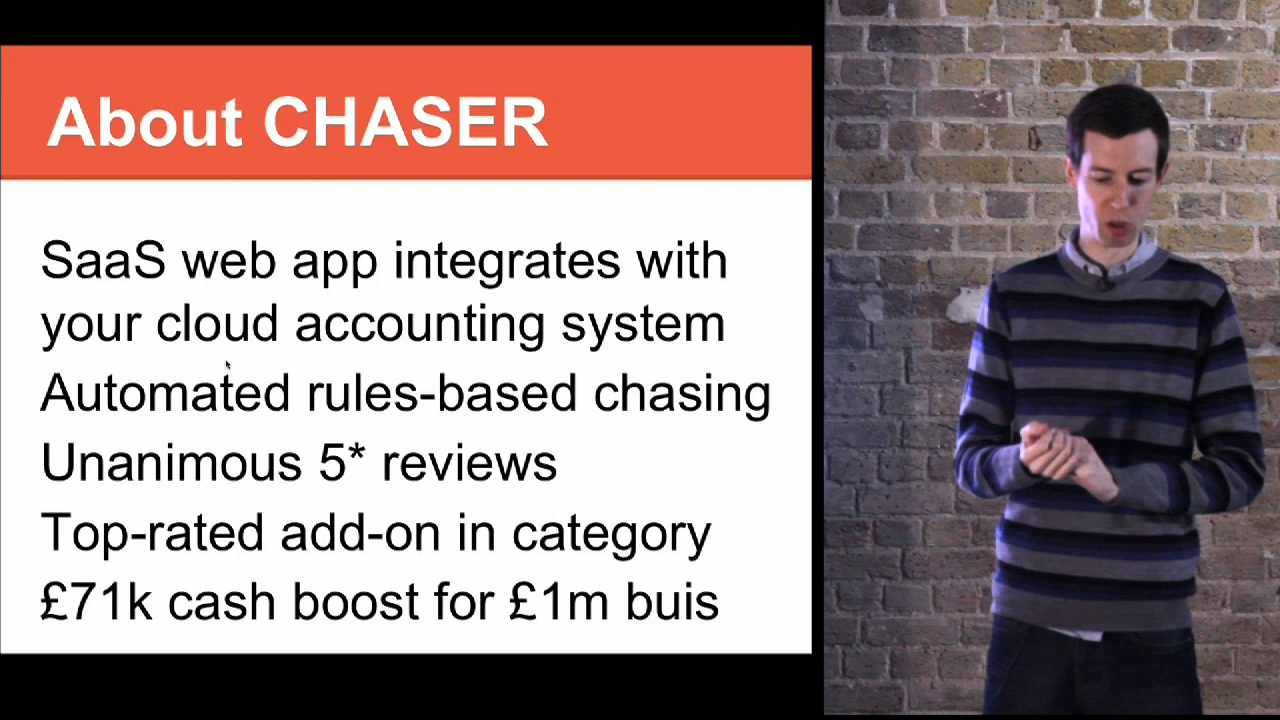 About CHASER
SaaS web app integrates with
your cloud accounting system
Automated rules-based chasing
Unanimous 5* reviews
Top-rated add-on in category
£71k cash boost for £1m buis